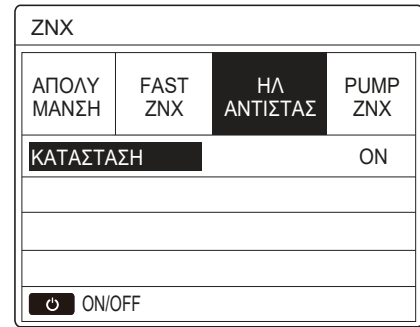 ZNX
ΑΠΟΛΥ
ΜΑΝΣΗ
FAST
ZNX
ΗΛ
ΑΝΤΙΣΤΑΣ
PUMP
ZNX
ΚΑΤΑΣΤΑΣΗ ON
ON/OFF